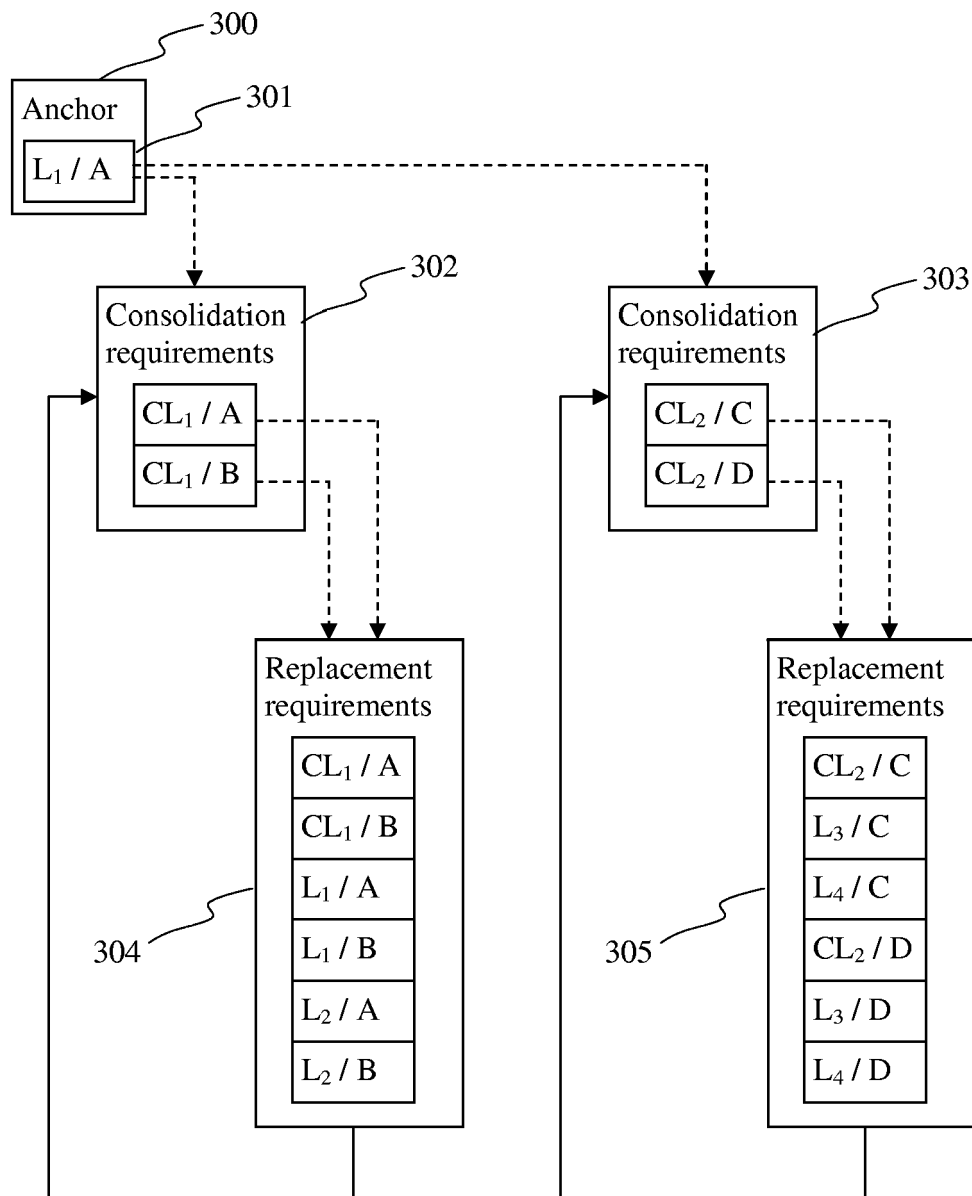 300
Anchor
301
L₁ / A
302
Consolidation
requirements
CL₁ / A
CL₁ / B
303
Consolidation
requirements
CL₂ / C
CL₂ / D
Replacement
requirements
CL₁ / A
CL₁ / B
L₁ / A
L₁ / B
L₂ / A
L₂ / B
304
Replacement
requirements
CL₂ / C
L₃ / C
L₄ / C
CL₂ / D
L₃ / D
L₄ / D
305